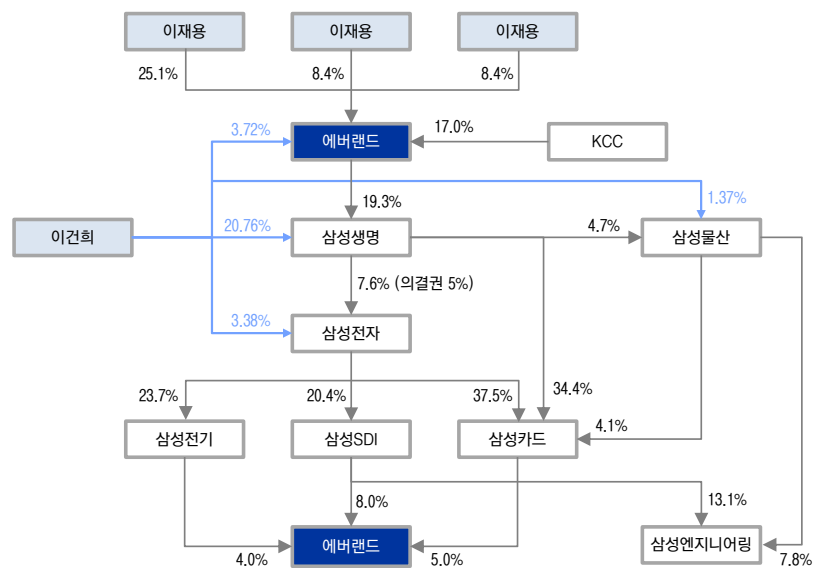 이재용
이재용
이재용
25.1%
8.4%
8.4%
3.72%
에버랜드
17.0%
KCC
19.3%
1.37%
이건희
20.76%
삼성생명
4.7%
삼성물산
7.6% (의결권 5%)
3.38%
삼성전자
23.7%
20.4%
37.5%
34.4%
삼성전기
삼성SDI
삼성카드
4.1%
8.0%
13.1%
4.0%
에버랜드
5.0%
삼성엔지니어링
7.8%